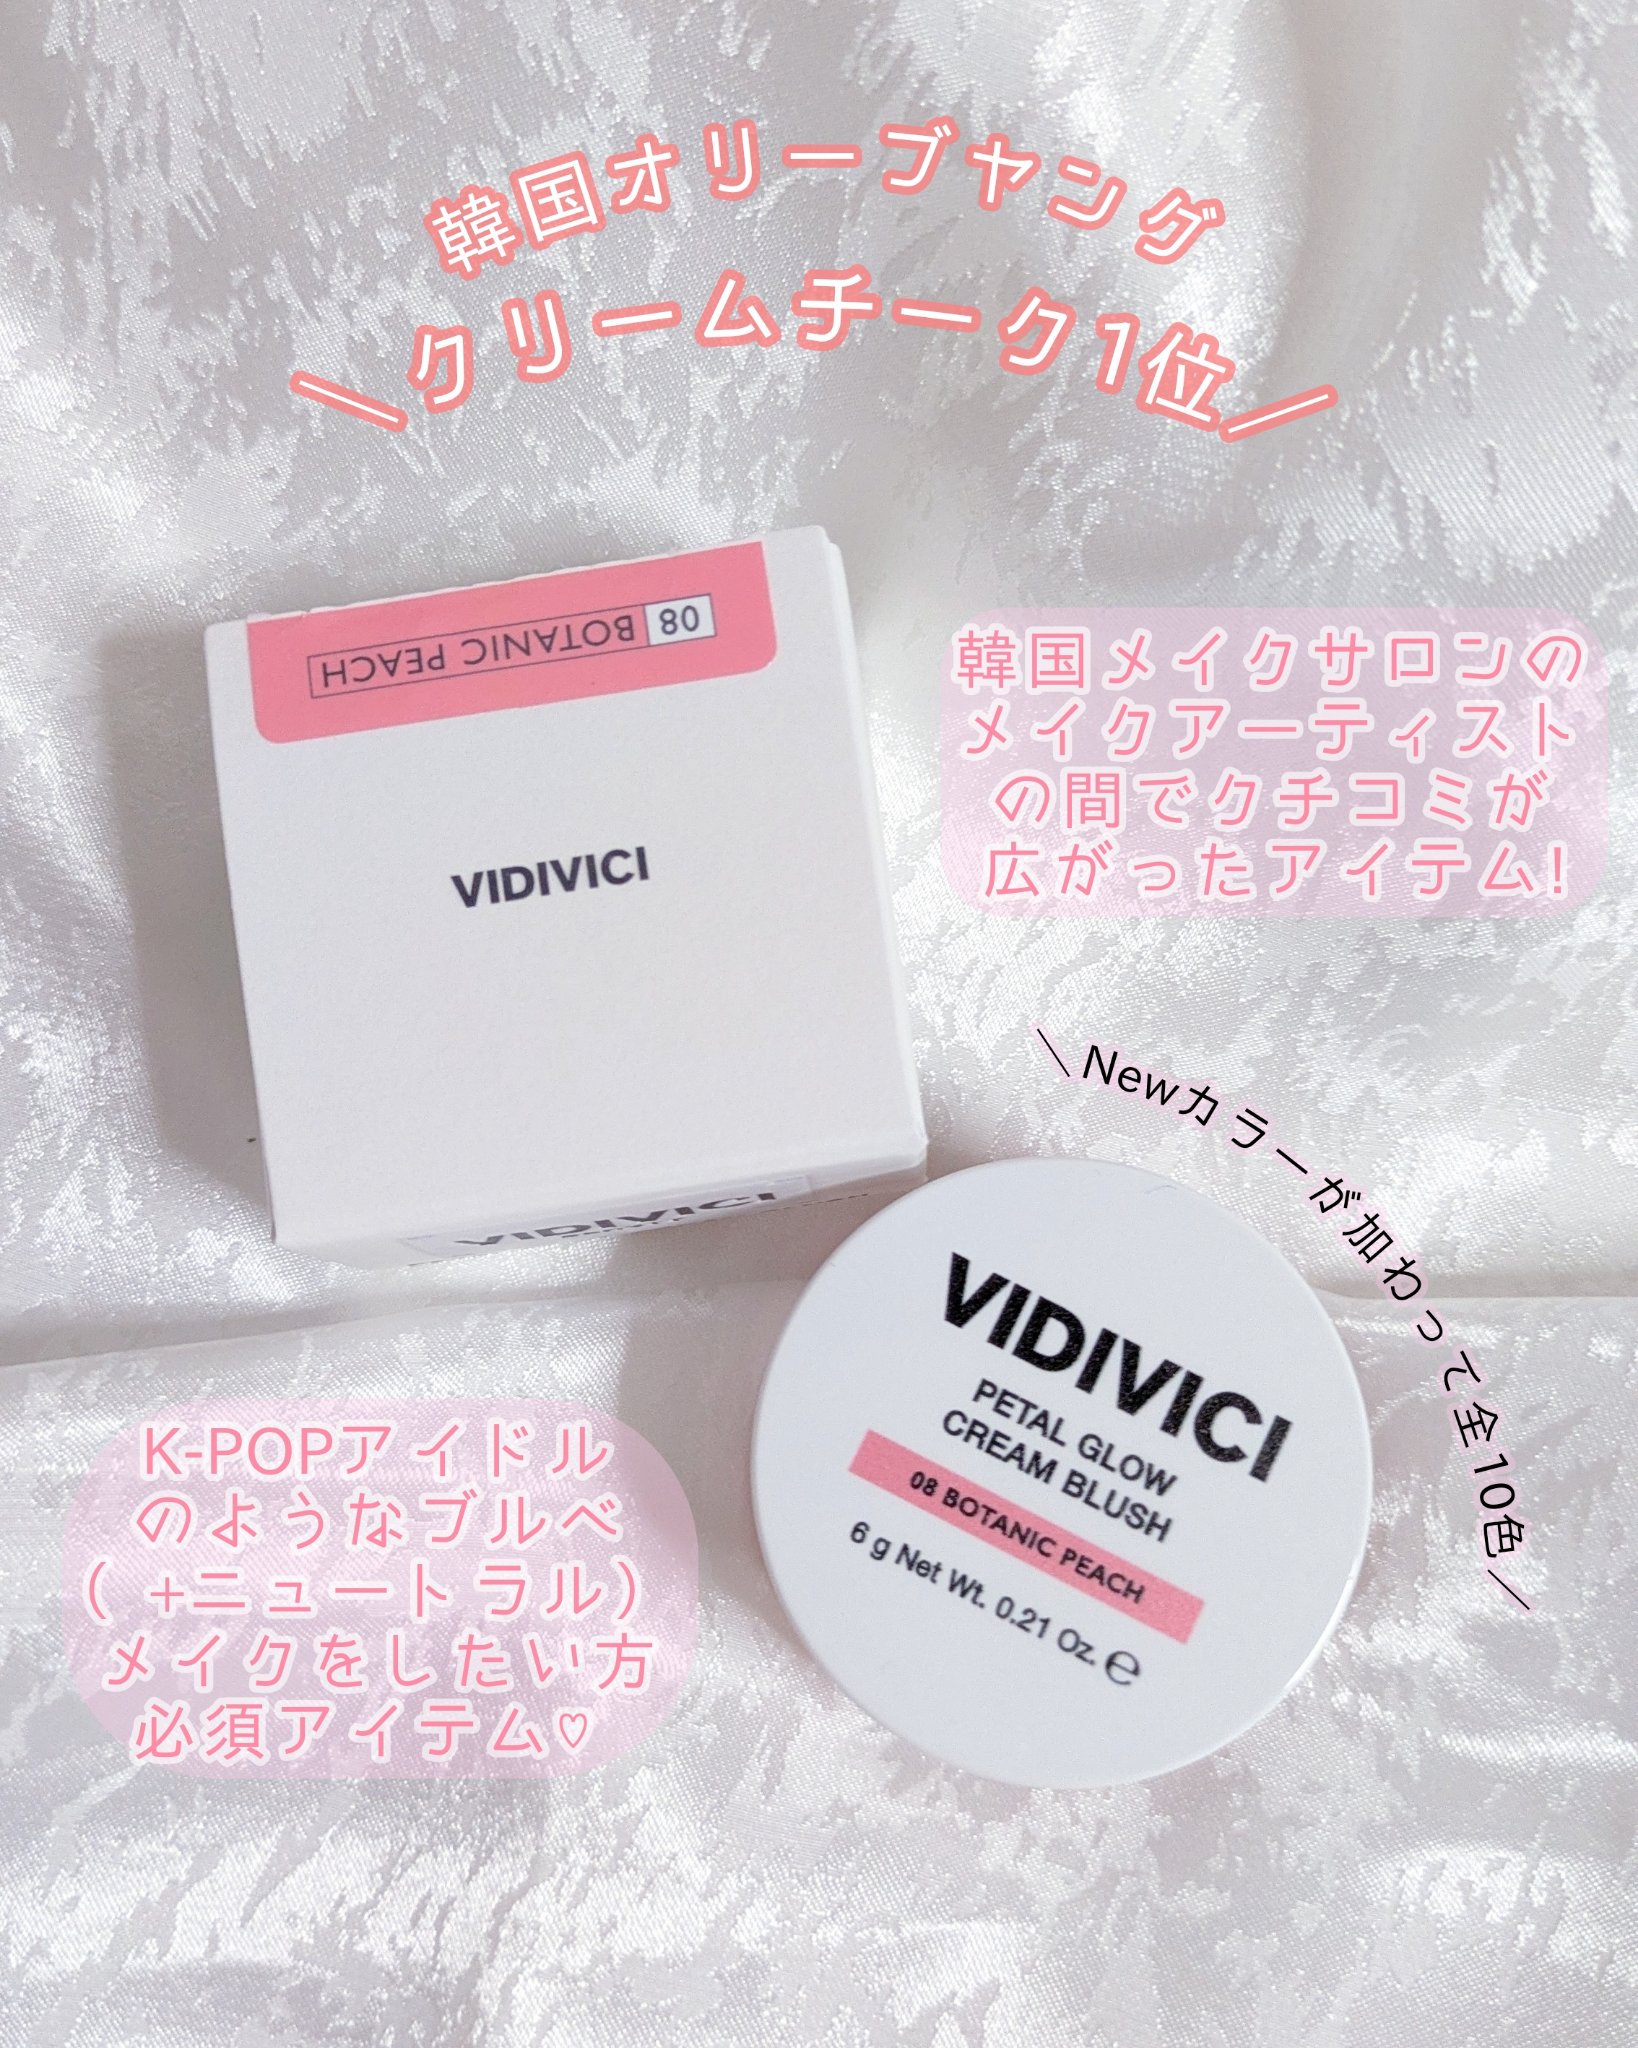 韓国オリーブヤング
＼クリームチーク1位／
08 BOTANIC PEACH
VIDIVICI
VIDIVICI
韓国メイクサロンの
メイクアーティスト
の間でクチコミが
広がったアイテム!
＼Newカラーが加わって全10色／
VIDIVICI
PETAL GLOW
CREAM BLUSH
08 BOTANIC PEACH
6 g Net Wt. 0.21 Oz. ℮
K-POPアイドル
のようなブルベ
( +ニュートラル)
メイクをしたい方
必須アイテム♡